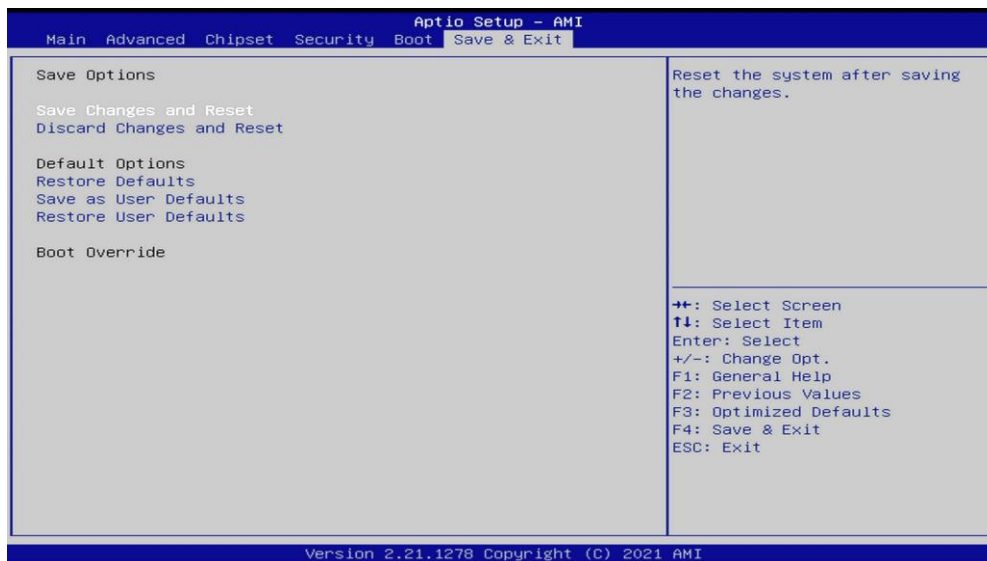 Aptio Setup – AMI
Main Advanced Chipset Security Boot Save & Exit
Save Options
Save Changes and Reset
Discard Changes and Reset
Default Options
Restore Defaults
Save as User Defaults
Restore User Defaults
Boot Override
Reset the system after saving
the changes.
→←: Select Screen
↑↓: Select Item
Enter: Select
+/-: Change Opt.
F1: General Help
F2: Previous Values
F3: Optimized Defaults
F4: Save & Exit
ESC: Exit
Version 2.21.1278 Copyright (C) 2021 AMI